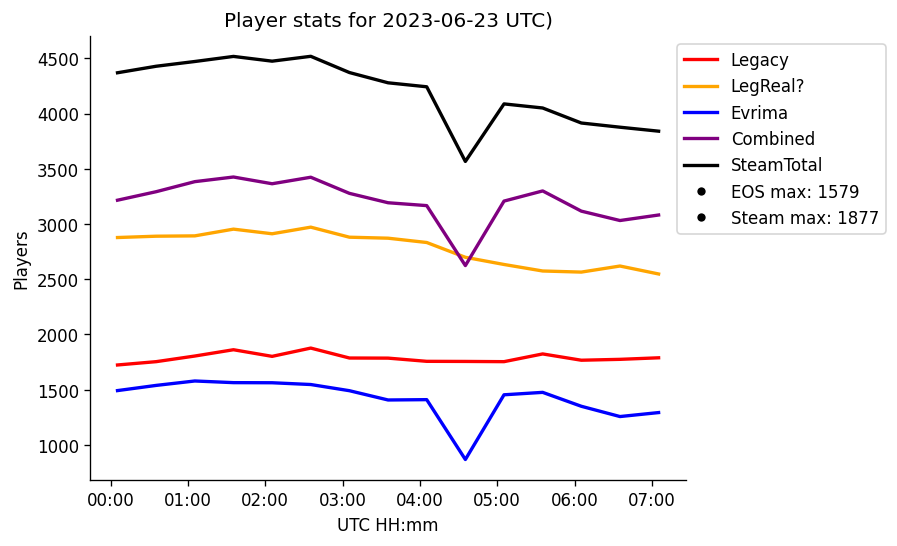 Player stats for 2023-06-23 UTC)
4500
4000
3500
3000
2500
2000
1500
1000
Players
00:00 01:00 02:00 03:00 04:00 05:00 06:00 07:00
UTC HH:mm
Legacy
LegReal?
Evrima
Combined
SteamTotal
EOS max: 1579
Steam max: 1877